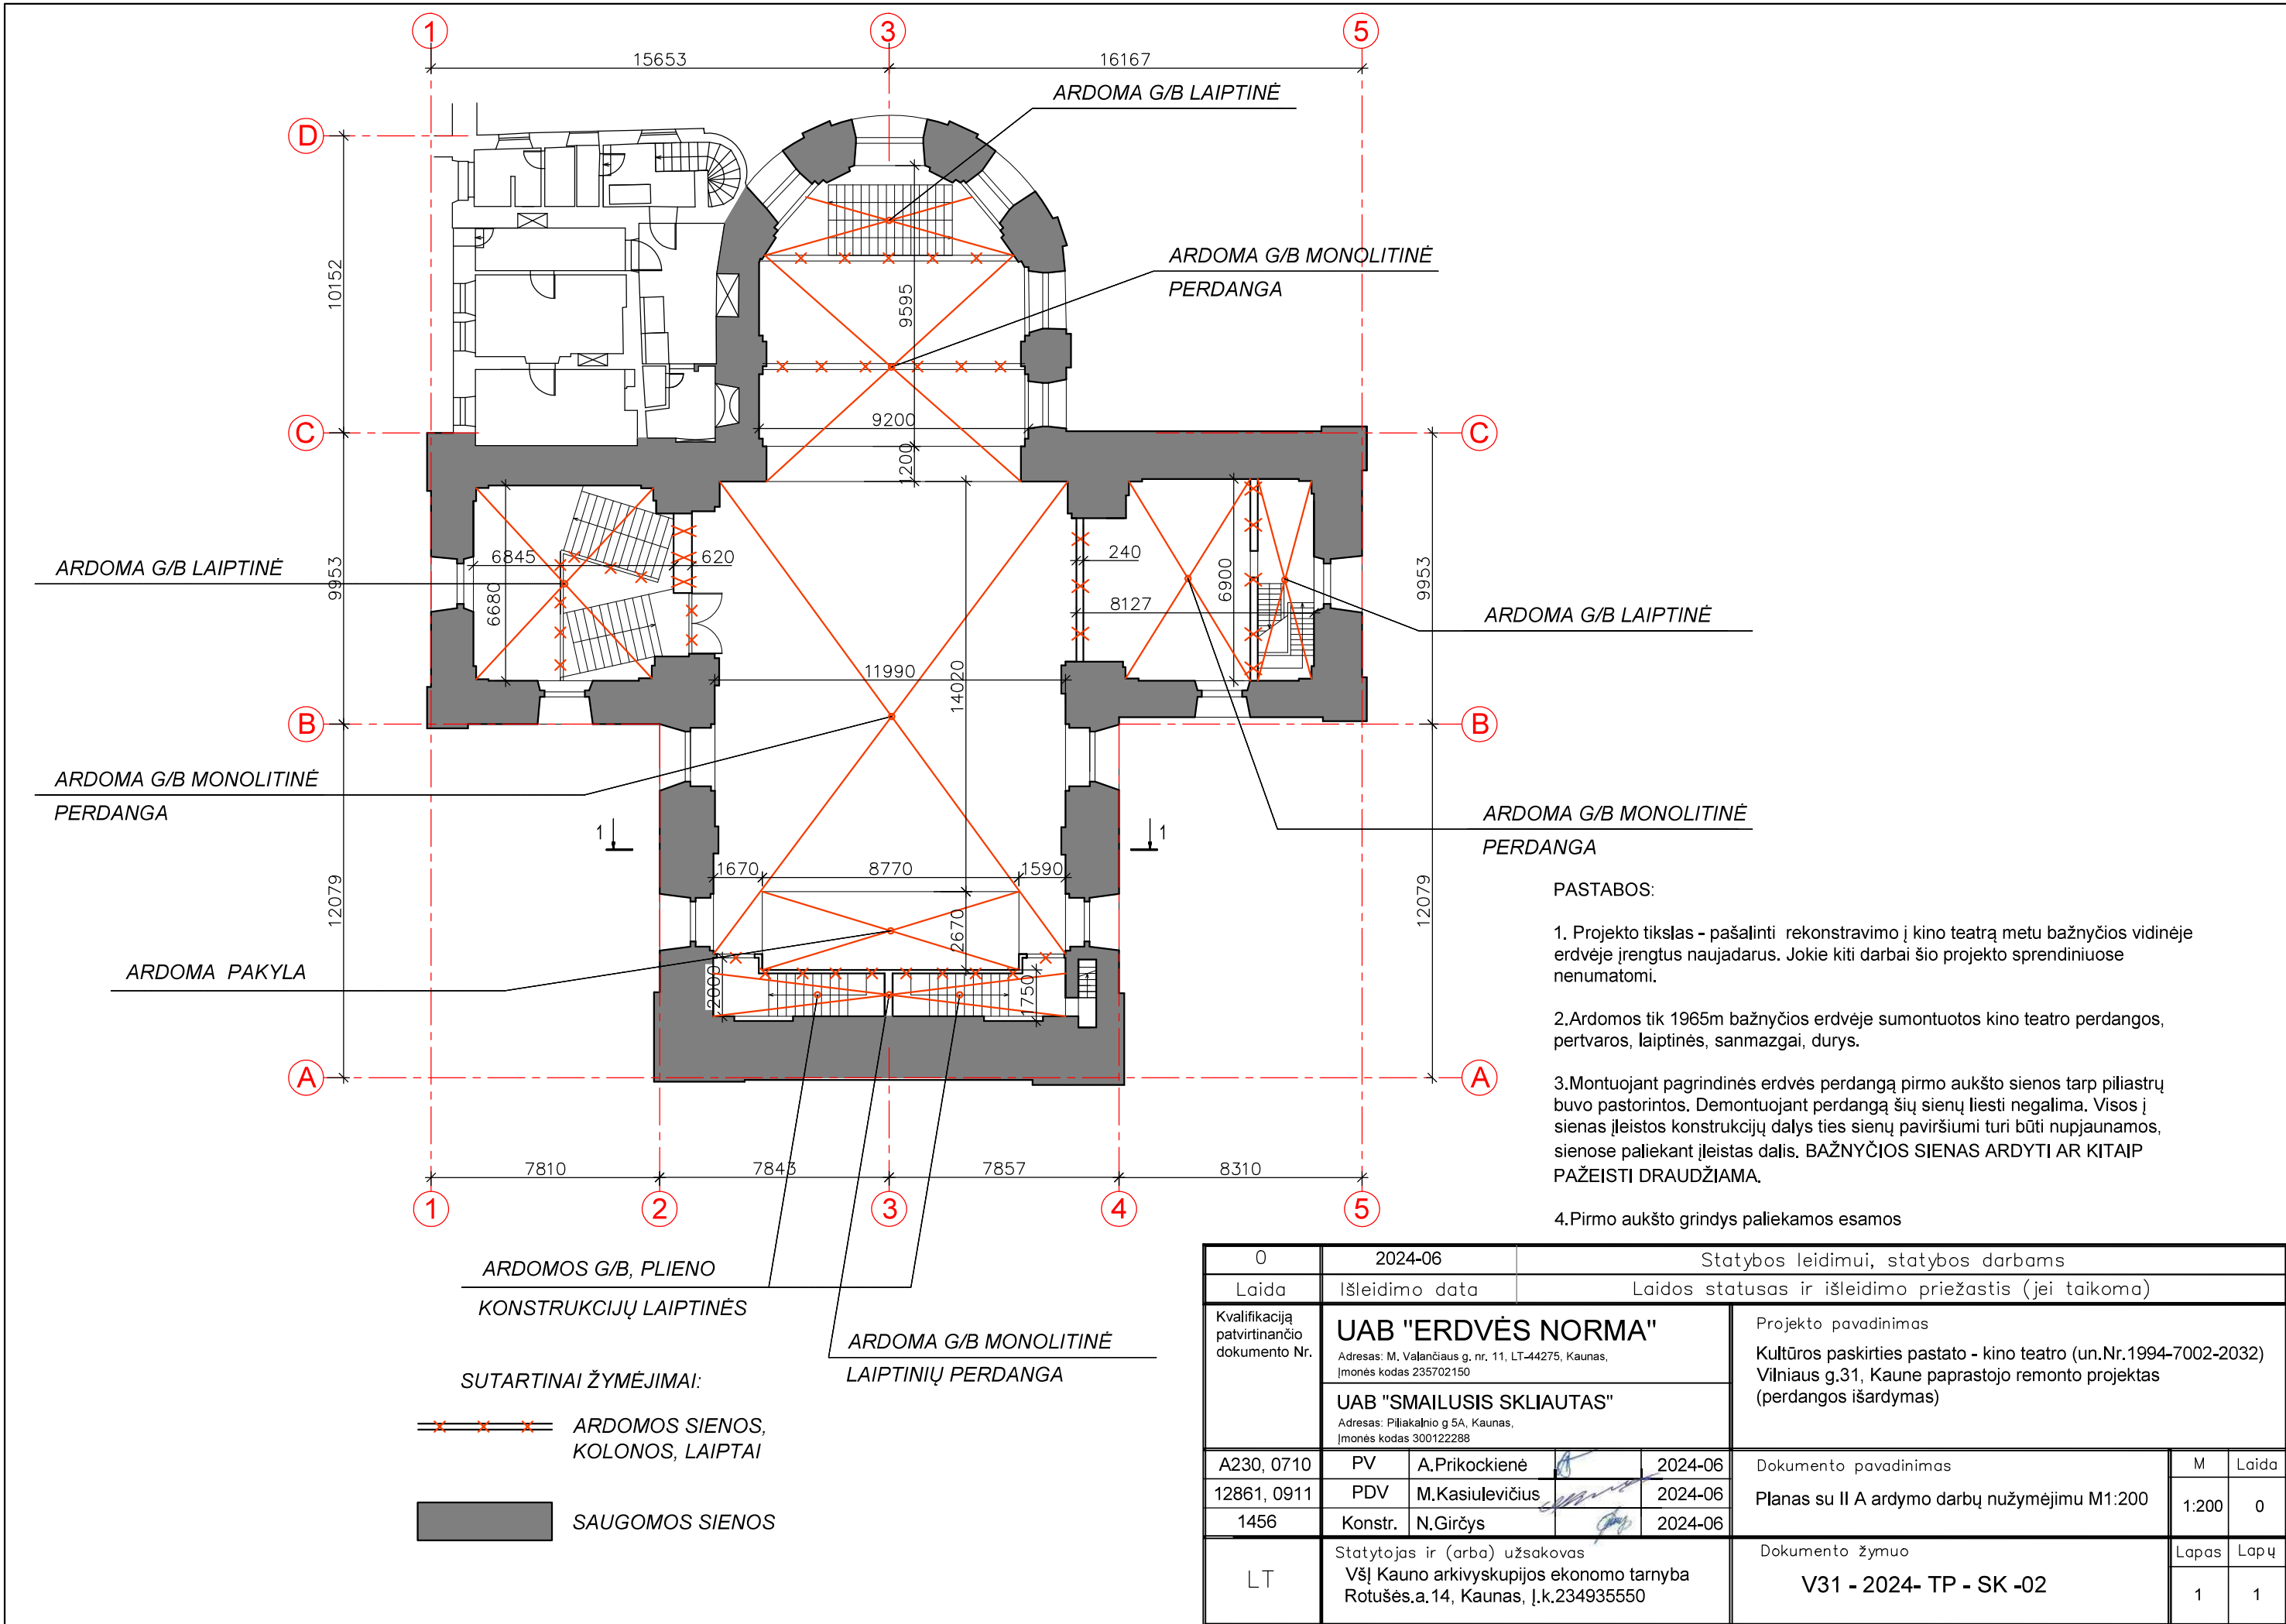 1
3
5
15653
16167
ARDOMA G/B LAIPTINĖ
D
ARDOMA G/B MONOLITINĖ
PERDANGA
10152
9595
9200
C
C
1200
6845
620
240
6680
6900
8127
ARDOMA G/B LAIPTINĖ
9953
9953
ARDOMA G/B LAIPTINĖ
11990
14020
B
B
ARDOMA G/B MONOLITINĖ
PERDANGA
ARDOMA G/B MONOLITINĖ
PERDANGA
1
1
1670
8770
1590
12079
12079
2670
ARDOMA PAKYLA
2000
1750
A
A
7810
7843
7857
8310
1
2
3
4
5
ARDOMOS G/B, PLIENO
KONSTRUKCIJŲ LAIPTINĖS
ARDOMA G/B MONOLITINĖ
LAIPTINIŲ PERDANGA
SUTARTINAI ŽYMĖJIMAI:
ARDOMOS SIENOS,
KOLONOS, LAIPTAI
SAUGOMOS SIENOS
PASTABOS:
1. Projekto tikslas - pašalinti rekonstravimo į kino teatrą metu bažnyčios vidinėje
erdvėje įrengtus naujadarus. Jokie kiti darbai šio projekto sprendiniuose
nenumatomi.
2.Ardomos tik 1965m bažnyčios erdvėje sumontuotos kino teatro perdangos,
pertvaros, laiptinės, sanmazgai, durys.
3.Montuojant pagrindinės erdvės perdangą pirmo aukšto sienos tarp piliastrų
buvo pastorintos. Demontuojant perdangą šių sienų liesti negalima. Visos į
sienas įleistos konstrukcijų dalys ties sienų paviršiumi turi būti nupjaunamos,
sienose paliekant įleistas dalis. BAŽNYČIOS SIENAS ARDYTI AR KITAIP
PAŽEISTI DRAUDŽIAMA.
4.Pirmo aukšto grindys paliekamos esamos
0 2024-06 Statybos leidimui, statybos darbams
Laida Išleidimo data Laidos statusas ir išleidimo priežastis (jei taikoma)
Kvalifikaciją
patvirtinančio
dokumento Nr.
UAB "ERDVĖS NORMA"
Adresas: M. Valančiaus g. nr. 11, LT-44275, Kaunas,
Įmonės kodas 235702150
UAB "SMAILUSIS SKLIAUTAS"
Adresas: Piliakalnio g 5A, Kaunas,
Įmonės kodas 300122288
Projekto pavadinimas
Kultūros paskirties pastato - kino teatro (un.Nr.1994-7002-2032)
Vilniaus g.31, Kaune paprastojo remonto projektas
(perdangos išardymas)
A230, 0710 PV A.Prikockienė 2024-06
12861, 0911 PDV M.Kasiulevičius 2024-06
1456 Konstr. N.Girčys 2024-06
Dokumento pavadinimas
Planas su II A ardymo darbų nužymėjimu M1:200
M Laida
1:200 0
LT
Statytojas ir (arba) užsakovas
VšĮ Kauno arkivyskupijos ekonomo tarnyba
Rotušės.a.14, Kaunas, Į.k.234935550
Dokumento žymuo
V31 - 2024- TP - SK -02
Lapas Lapų
1 1